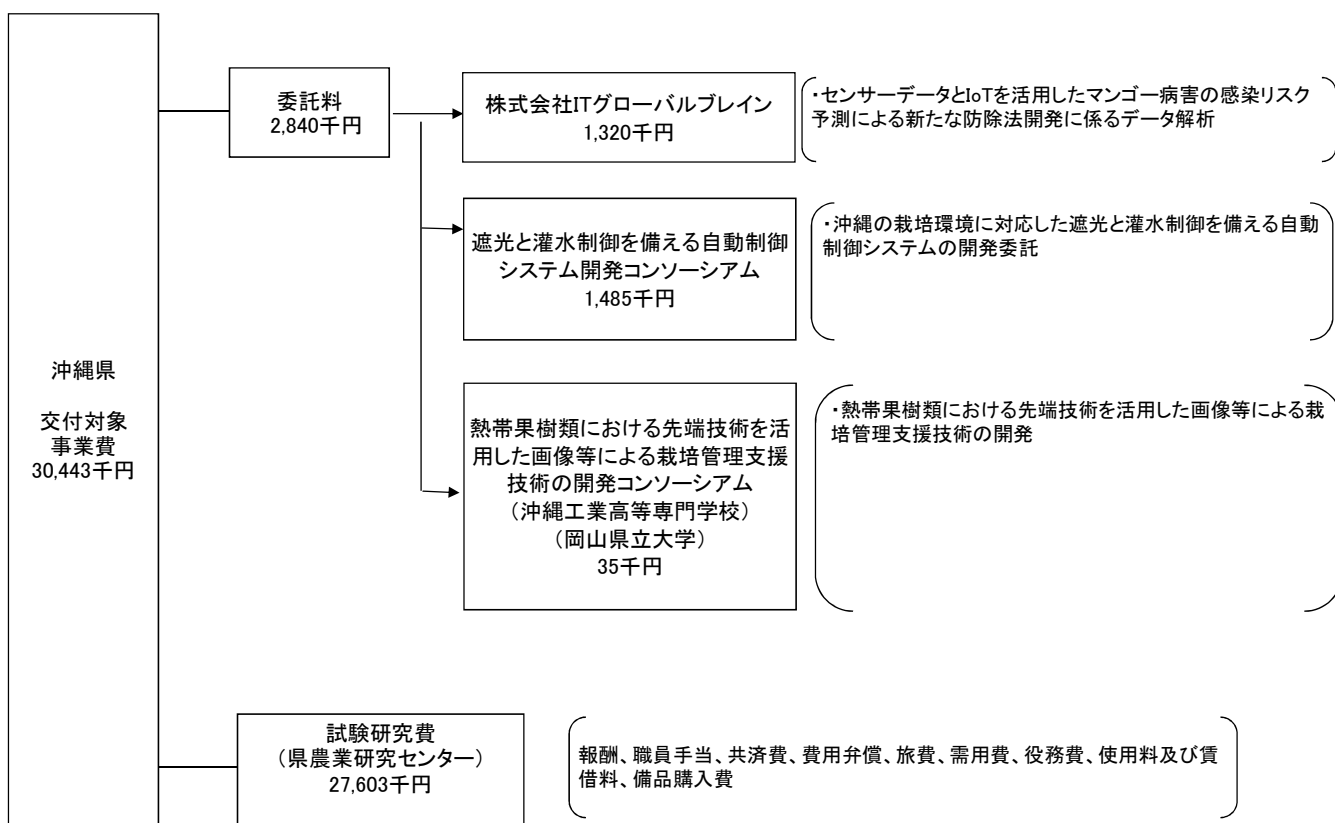 沖縄県
交付対象
事業費
30,443千円
委託料
2,840千円
株式会社ITグローバルブレイン
1,320千円
・センサーデータとIoTを活用したマンゴー病害の感染リスク
予測による新たな防除法開発に係るデータ解析
遮光と灌水制御を備える自動制御
システム開発コンソーシアム
1,485千円
・沖縄の栽培環境に対応した遮光と灌水制御を備える自動
制御システムの開発委託
熱帯果樹類における先端技術を活
用した画像等による栽培管理支援
技術の開発コンソーシアム
（沖縄工業高等専門学校）
（岡山県立大学）
35千円
・熱帯果樹類における先端技術を活用した画像等による栽
培管理支援技術の開発
試験研究費
（県農業研究センター）
27,603千円
報酬、職員手当、共済費、費用弁償、旅費、需用費、役務費、使用料及び賃
借料、備品購入費